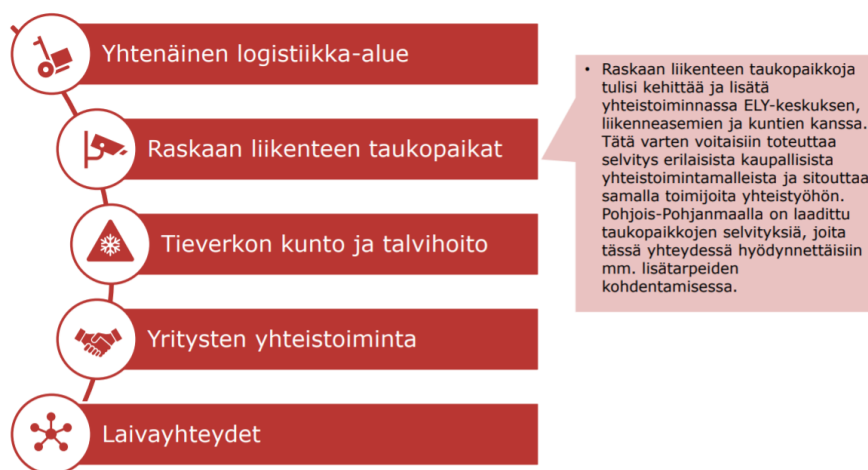 Yhtenäinen logistiikka-alue
Raskaan liikenteen taukopaikat
• Raskaan liikenteen taukopaikkoja
tulisi kehittää ja lisätä
yhteistoiminnassa ELY-keskuksen,
liikenneasemien ja kuntien kanssa.
Tätä varten voitaisiin toteuttaa
selvitys erilaisista kaupallisista
yhteistoimintamalleista ja sitouttaa
samalla toimijoita yhteistyöhön.
Pohjois-Pohjanmaalla on laadittu
taukopaikkojen selvityksiä, joita
tässä yhteydessä hyödynnettäisiin
mm. lisätarpeiden
kohdentamisessa.
Tieverkon kunto ja talvihoito
Yritysten yhteistoiminta
Laivayhteydet